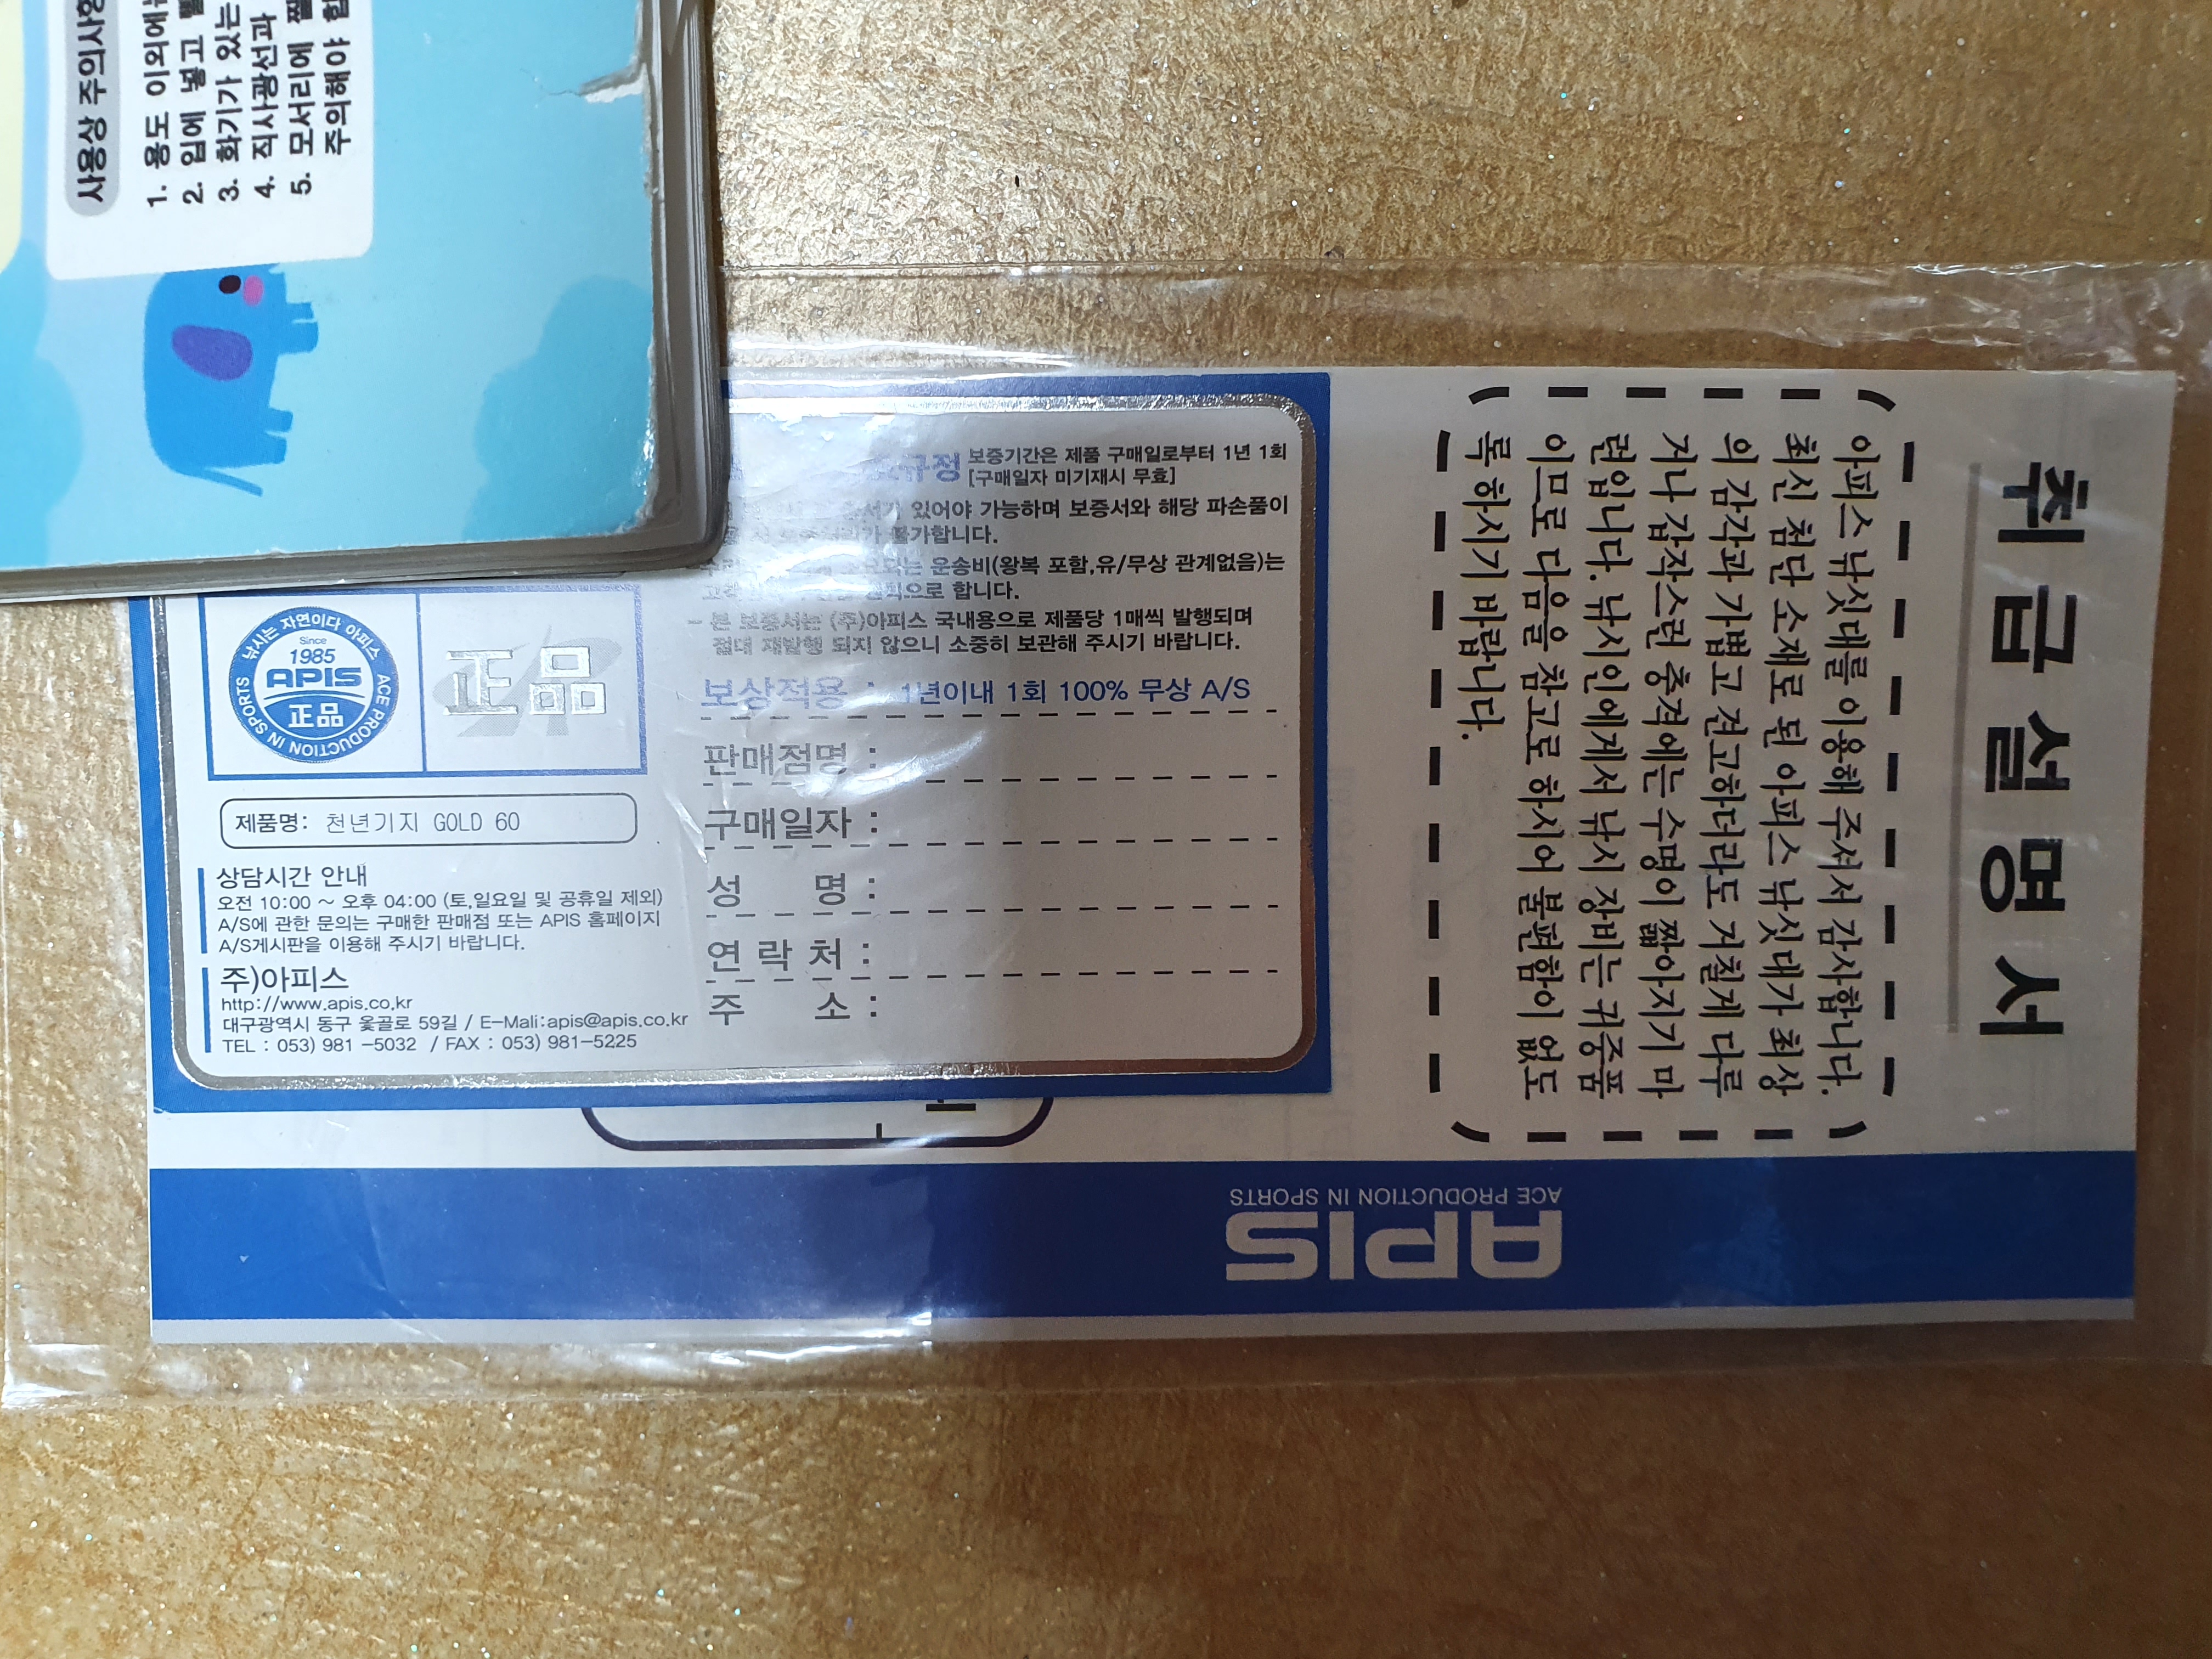 사용상 주의사항
1. 용도 이외에
2. 입에 넣고
3. 화기가 있는
4. 직사광선과
5. 모서리에
주의해야
규정 보증기간은 제품 구매일로부터 1년 1회
[구매일자 미기재시 무효]
있어야 가능하며 보증서와 해당 파손품이
불가합니다.
운송비(왕복 포함,유/무상 관계없음)는
으로 합니다.
- 본 보증서는 (주)아피스 국내용으로 제품당 1매씩 발행되며
절대 재발행 되지 않으니 소중히 보관해 주시기 바랍니다.
보상적용 : 1년이내 1회 100% 무상 A/S
판매점명 :
구매일자 :
성 명 :
연 락 처 :
주 소 :
낚시는 자연이다 아피스
Since
1985
APIS
正品
ACE PRODUCTION IN SPORTS
正品
제품명: 천년기지 GOLD 60
상담시간 안내
오전 10:00 ~ 오후 04:00 (토,일요일 및 공휴일 제외)
A/S에 관한 문의는 구매한 판매점 또는 APIS 홈페이지
A/S게시판을 이용해 주시기 바랍니다.
주)아피스
http://www.apis.co.kr
대구광역시 동구 옻골로 59길 / E-Mali:apis@apis.co.kr
TEL : 053) 981 -5032 / FAX : 053) 981-5225
취급설명서
아피스 낚싯대를 이용해 주셔서 감사합니다.
최신 첨단 소재로 된 아피스 낚싯대가 최상
의 감각과 가볍고 견고하더라도 거칠게 다루
거나 갑작스런 충격에는 수명이 짧아지기 마
련입니다. 낚시인에게서 낚시 장비는 귀중품
이므로 다음을 참고로 하시어 불편함이 없도
록 하시기 바랍니다.
APIS
ACE PRODUCTION IN SPORTS